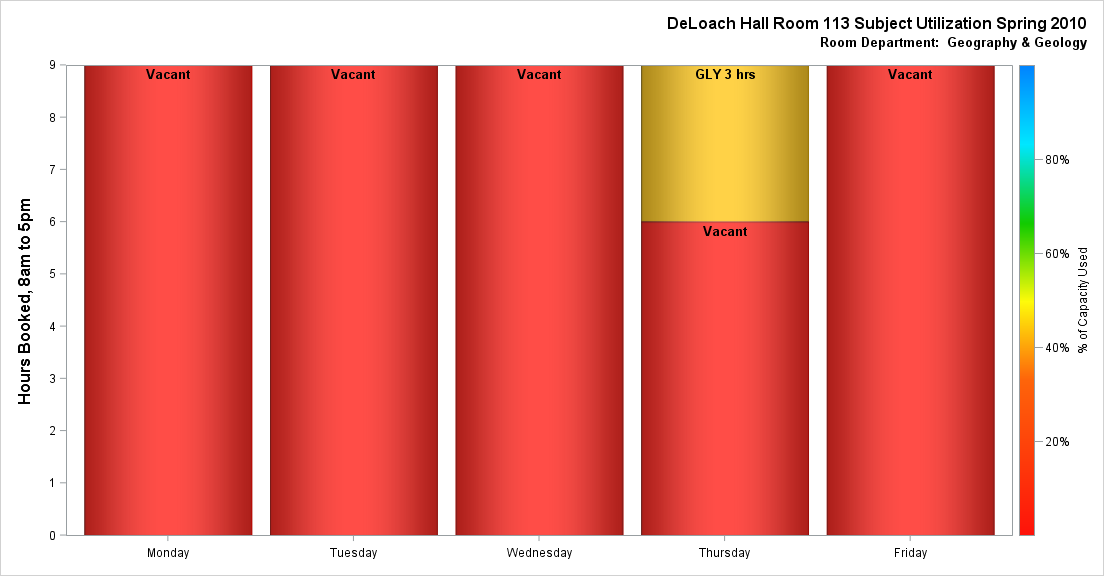 DeLoach Hall Room 113 Subject Utilization Spring 2010
Room Department:  Geography & Geology
Hours Booked, 8am to 5pm
9
8
7
6
5
4
3
2
1
0
Vacant
Vacant
Vacant
GLY 3 hrs
Vacant
Vacant
Monday
Tuesday
Wednesday
Thursday
Friday
80%
60%
40%
20%
% of Capacity Used